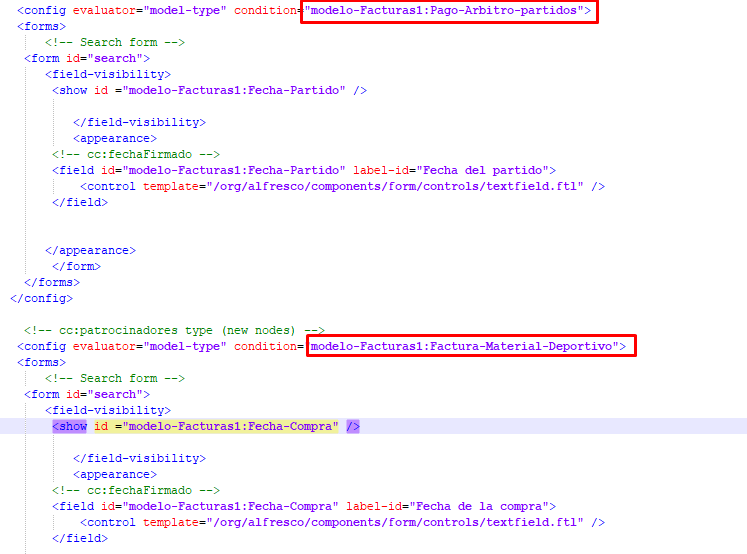 <config evaluator="model-type" condition="modelo-Facturas1:Pago-Arbitro-partidos">
<forms>
<!-- Search form -->
<form id="search">
<field-visibility>
<show id ="modelo-Facturas1:Fecha-Partido" />
</field-visibility>
<appearance>
<!-- cc:fechaFirmado -->
<field id="modelo-Facturas1:Fecha-Partido" label-id="Fecha del partido">
<control template="/org/alfresco/components/form/controls/textfield.ftl" />
</field>
</appearance>
</form>
</forms>
</config>
<!-- cc:patrocinadores type (new nodes) -->
<config evaluator="model-type" condition="modelo-Facturas1:Factura-Material-Deportivo">
<forms>
<!-- Search form -->
<form id="search">
<field-visibility>
<show id ="modelo-Facturas1:Fecha-Compra" />
</field-visibility>
<appearance>
<!-- cc:fechaFirmado -->
<field id="modelo-Facturas1:Fecha-Compra" label-id="Fecha de la compra">
<control template="/org/alfresco/components/form/controls/textfield.ftl" />
</field>